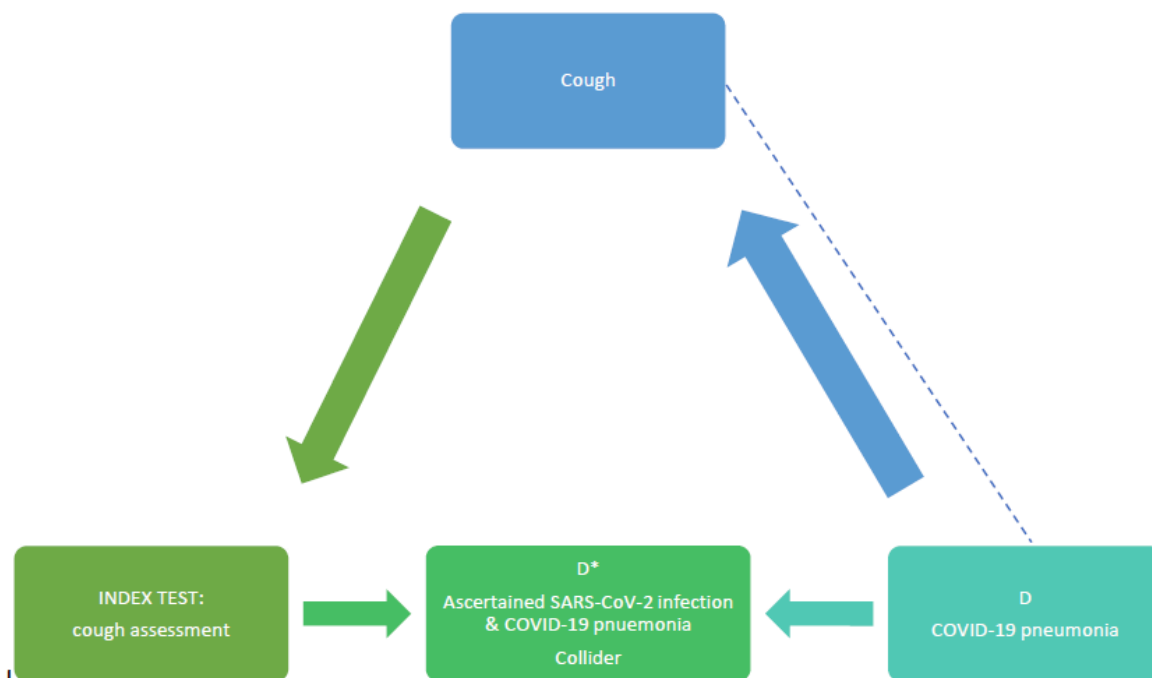 Cough
INDEX TEST:
cough assessment
D*
Ascertained SARS-CoV-2 infection
& COVID-19 pnuemonia
Collider
D
COVID-19 pneumonia